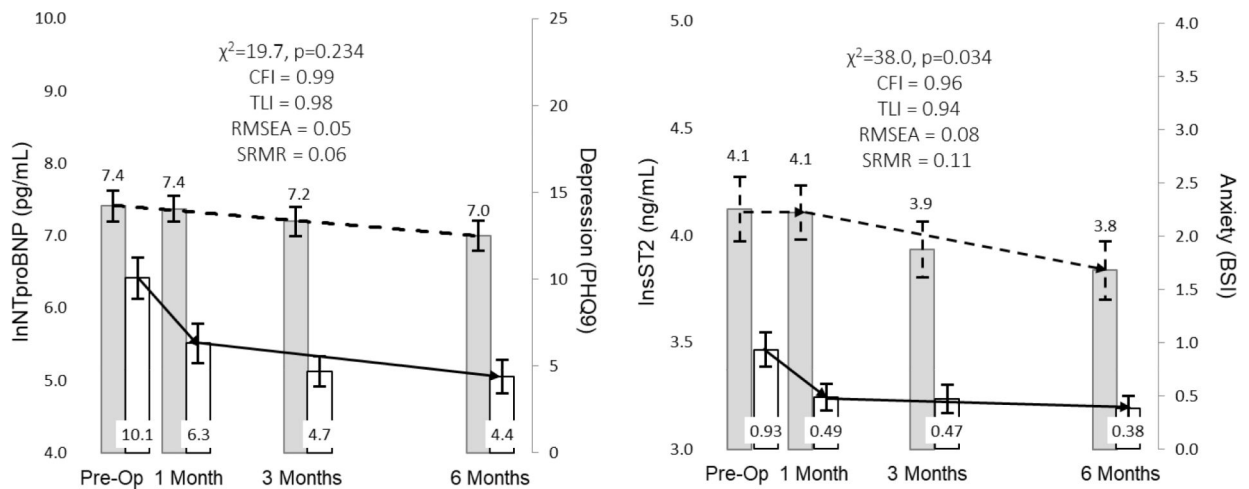 10.0
9.0
8.0
7.0
6.0
5.0
4.0
lnNTproBNP (pg/mL)
χ²=19.7, p=0.234
CFI = 0.99
TLI = 0.98
RMSEA = 0.05
SRMR = 0.06
7.4
7.4
7.2
7.0
10.1
6.3
4.7
4.4
25
20
15
10
5
0
Depression (PHQ9)
Pre-Op 1 Month 3 Months 6 Months
5.0
4.5
4.0
3.5
3.0
lnsST2 (ng/mL)
χ²=38.0, p=0.034
CFI = 0.96
TLI = 0.94
RMSEA = 0.08
SRMR = 0.11
4.1
4.1
3.9
3.8
0.93
0.49
0.47
0.38
4.0
3.5
3.0
2.5
2.0
1.5
1.0
0.5
0.0
Anxiety (BSI)
Pre-Op 1 Month 3 Months 6 Months